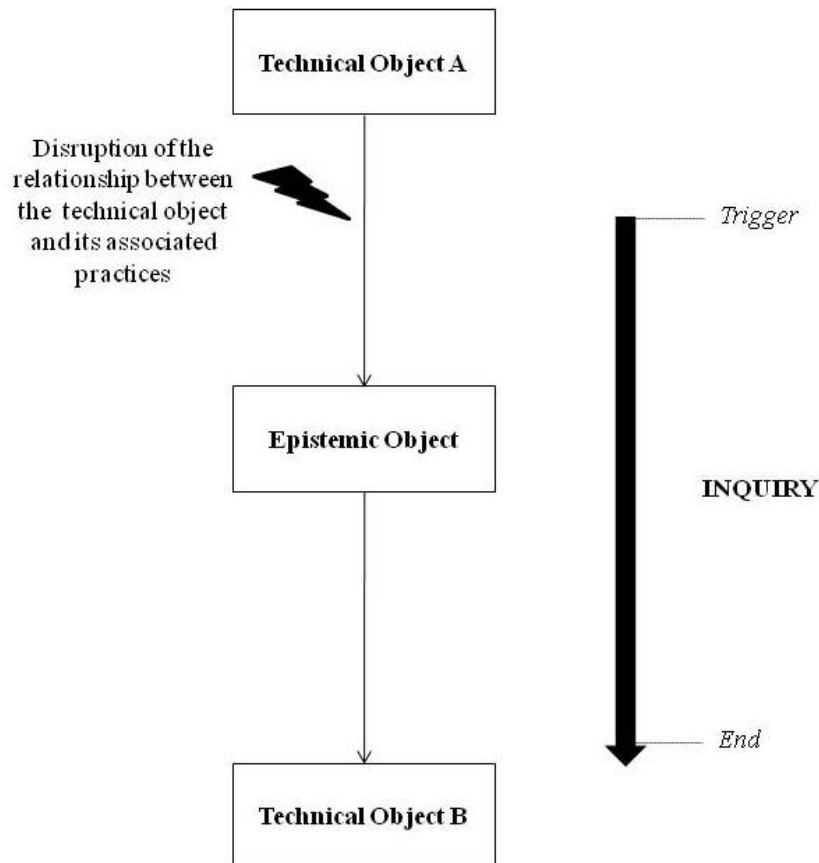 Technical Object A
Disruption of the
relationship between
the technical object
and its associated
practices
Trigger
Epistemic Object
INQUIRY
End
Technical Object B